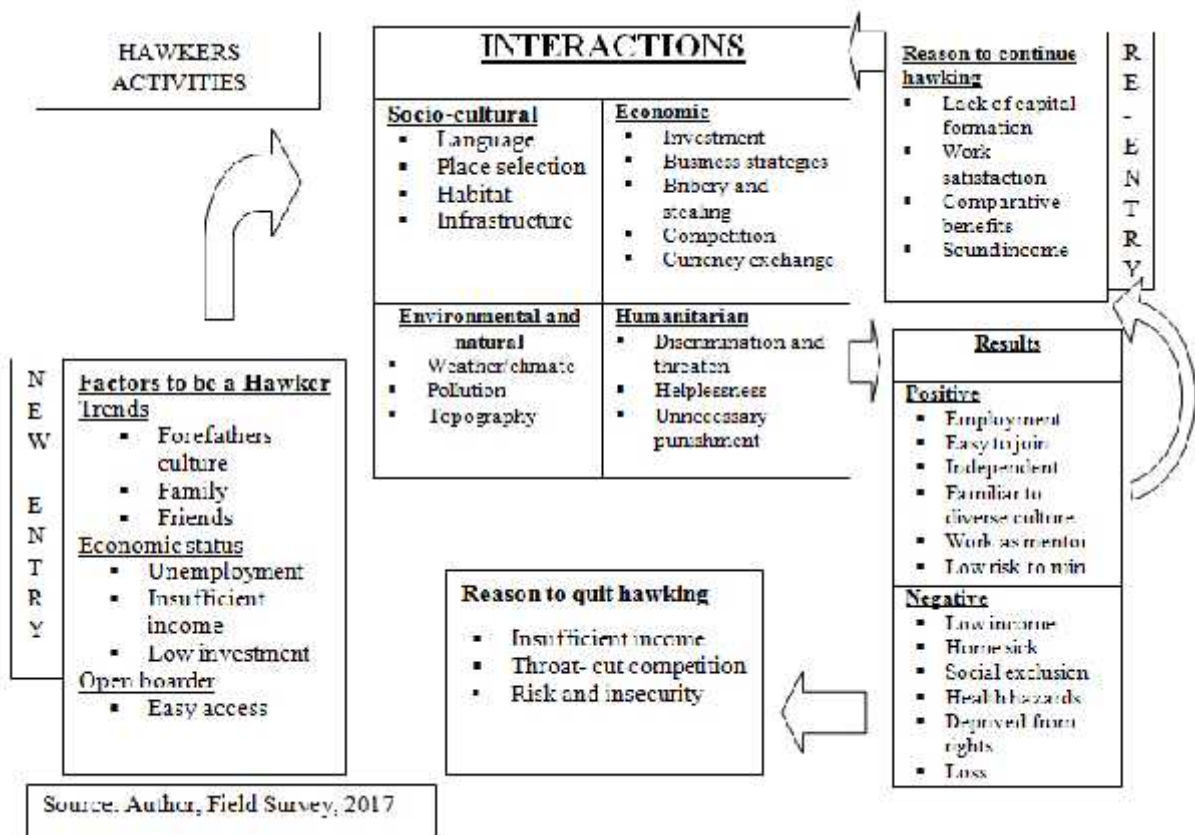 HAWKERS
ACTIVITIES
INTERACTIONS
Socio-cultural
▪ Language
▪ Place selection
▪ Habitat
▪ Infrastructure
Economic
▪ Investment
▪ Business strategies
▪ Bribery and
stealing
▪ Competition
▪ Currency exchange
Environmental and
natural
▪ Weather/climate
▪ Pollution
▪ Topography
Humanitarian
▪ Discrimination and
threaten
▪ Helplessness
▪ Unnecessary
punishment
Reason to continue
hawking
▪ Lack of capital
formation
▪ Work
satisfaction
▪ Comparative
benefits
▪ Sound income
R
E
-
E
N
T
R
Y
N
E
W
E
N
T
R
Y
Factors to be a Hawker
Trends
▪ Forefathers
culture
▪ Family
▪ Friends
Economic status
▪ Unemployment
▪ Insufficient
income
▪ Low investment
Open boarder
▪ Easy access
Results
Positive
▪ Employment
▪ Easy to join
▪ Independent
▪ Familiar to
diverse culture
▪ Work as mentor
▪ Low risk to ruin
Negative
▪ Low income
▪ Home sick
▪ Social exclusion
▪ Health hazards
▪ Deprived from
rights
▪ Loss
Reason to quit hawking
▪ Insufficient income
▪ Throat- cut competition
▪ Risk and insecurity
Source: Author, Field Survey, 2017